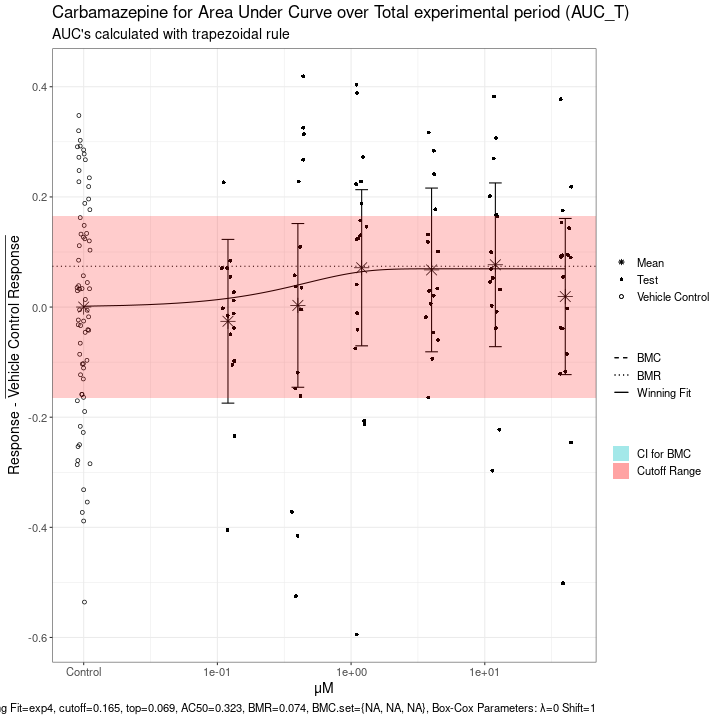 Carbamazepine for Area Under Curve over Total experimental period (AUC_T)
AUC's calculated with trapezoidal rule
Response - Vehicle Control Response
0.4
0.2
0.0
-0.2
-0.4
-0.6
Control
1e-01
1e+00
1e+01
μM
Mean
Test
Vehicle Control
BMC
BMR
Winning Fit
CI for BMC
Cutoff Range
Fit=exp4, cutoff=0.165, top=0.069, AC50=0.323, BMR=0.074, BMC.set={NA, NA, NA}, Box-Cox Parameters: λ=0 Shift=1